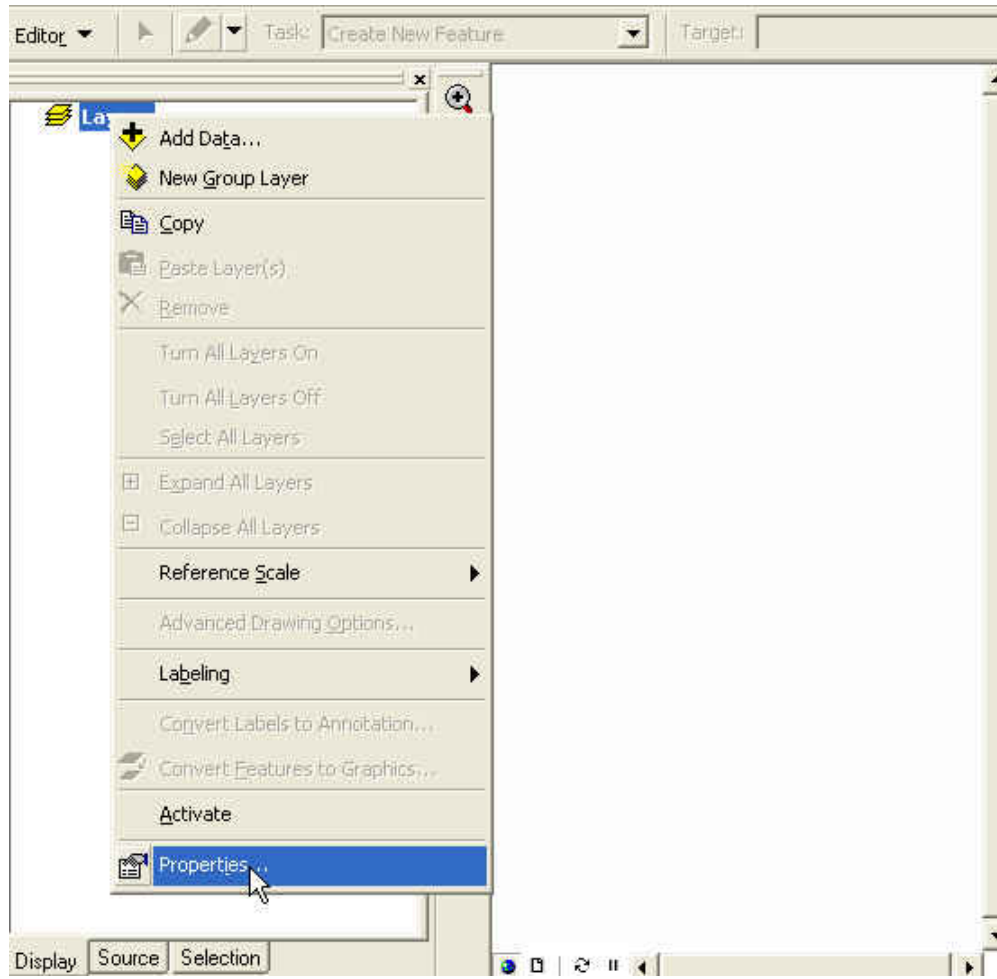 Editor Task: Create New Feature Target:
Add Data...
New Group Layer
Copy
Paste Layer(s)
Remove
Turn All Layers On
Turn All Layers Off
Select All Layers
Expand All Layers
Collapse All Layers
Reference Scale
Advanced Drawing Options...
Labeling
Convert Labels to Annotation...
Convert Features to Graphics...
Activate
Properties...
Display Source Selection